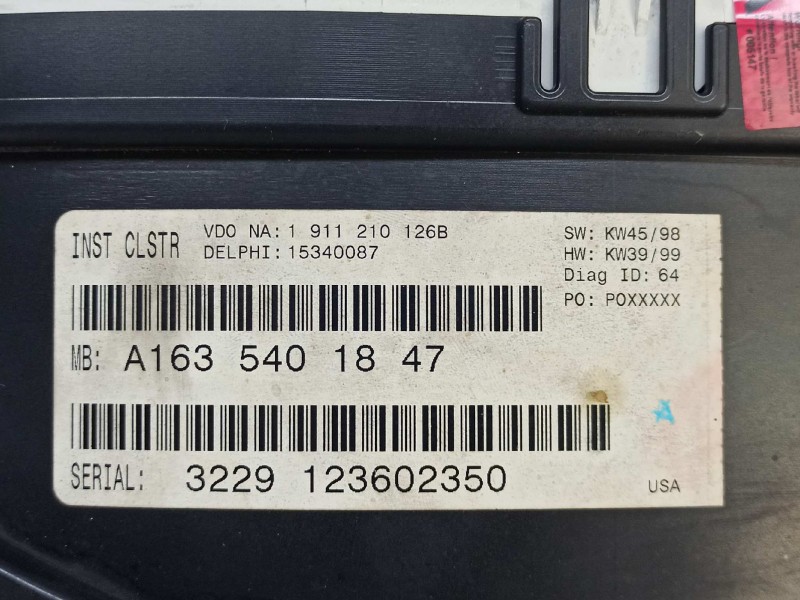 INST CLSTR
VDO NA: 1 911 210 126B
DELPHI: 15340087
SW: KW45/98
HW: KW39/99
Diag ID: 64
PO: POXXXXX
MB: A163 540 18 47
SERIAL: 3229 123602350
USA